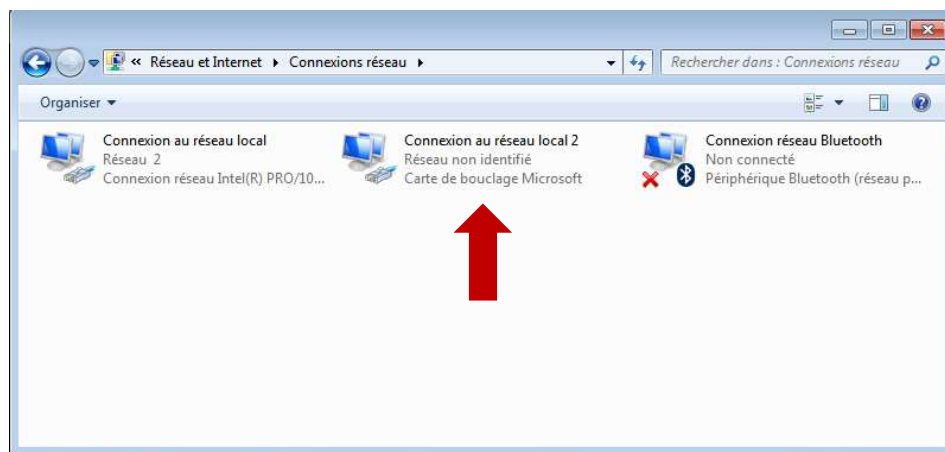 « Réseau et Internet ▸ Connexions réseau ▸
Rechercher dans : Connexions réseau
Organiser
Connexion au réseau local
Réseau 2
Connexion réseau Intel(R) PRO/10...
Connexion au réseau local 2
Réseau non identifié
Carte de bouclage Microsoft
Connexion réseau Bluetooth
Non connecté
Périphérique Bluetooth (réseau p...